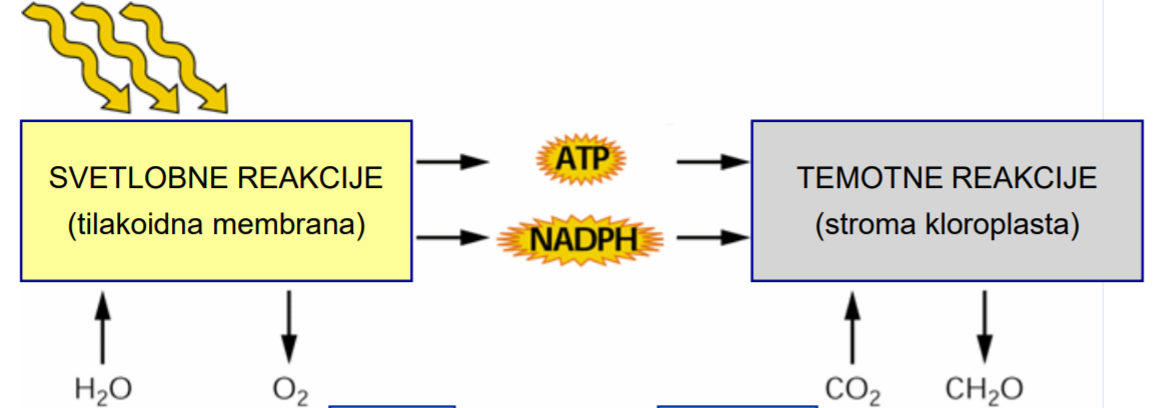 SVETLOBNE REAKCIJE
(tilakoidna membrana)
ATP
NADPH
TEMOTNE REAKCIJE
(stroma kloroplasta)
H₂O
O₂
CO₂
CH₂O